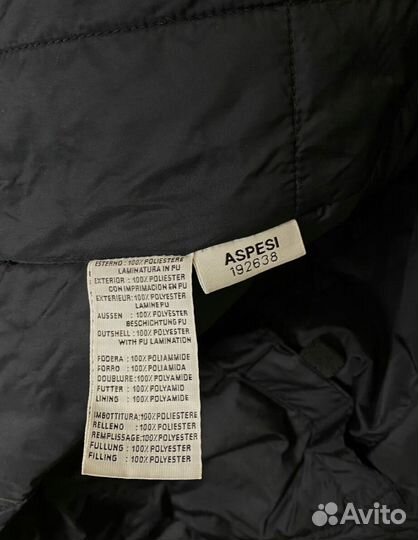 ESTERNO : 100% POLIESTERE
LAMINATURA IN PU
EXTERIOR : 100% POLYESTER
CON IMPRIMACION EN PU
EXTERIEUR: 100% POLYESTER
LAMINE PU
AUSSEN : 100% POLYESTER
BESCHICHTUNG PU
OUTSHELL : 100% POLYESTER
WITH PU LAMINATION
FODERA : 100% POLIAMMIDE
FORRO : 100% POLIAMIDA
DOUBLURE : 100% POLYAMIDE
FUTTER : 100% POLYAMID
LINING : 100% POLYAMIDE
IMBOTTITURA: 100% POLIESTERE
RELLENO : 100% POLYESTER
REMPLISSAGE: 100% POLYESTER
FULLUNG : 100% POLYESTER
FILLING : 100% POLYESTER
ASPESI
192638
Avito